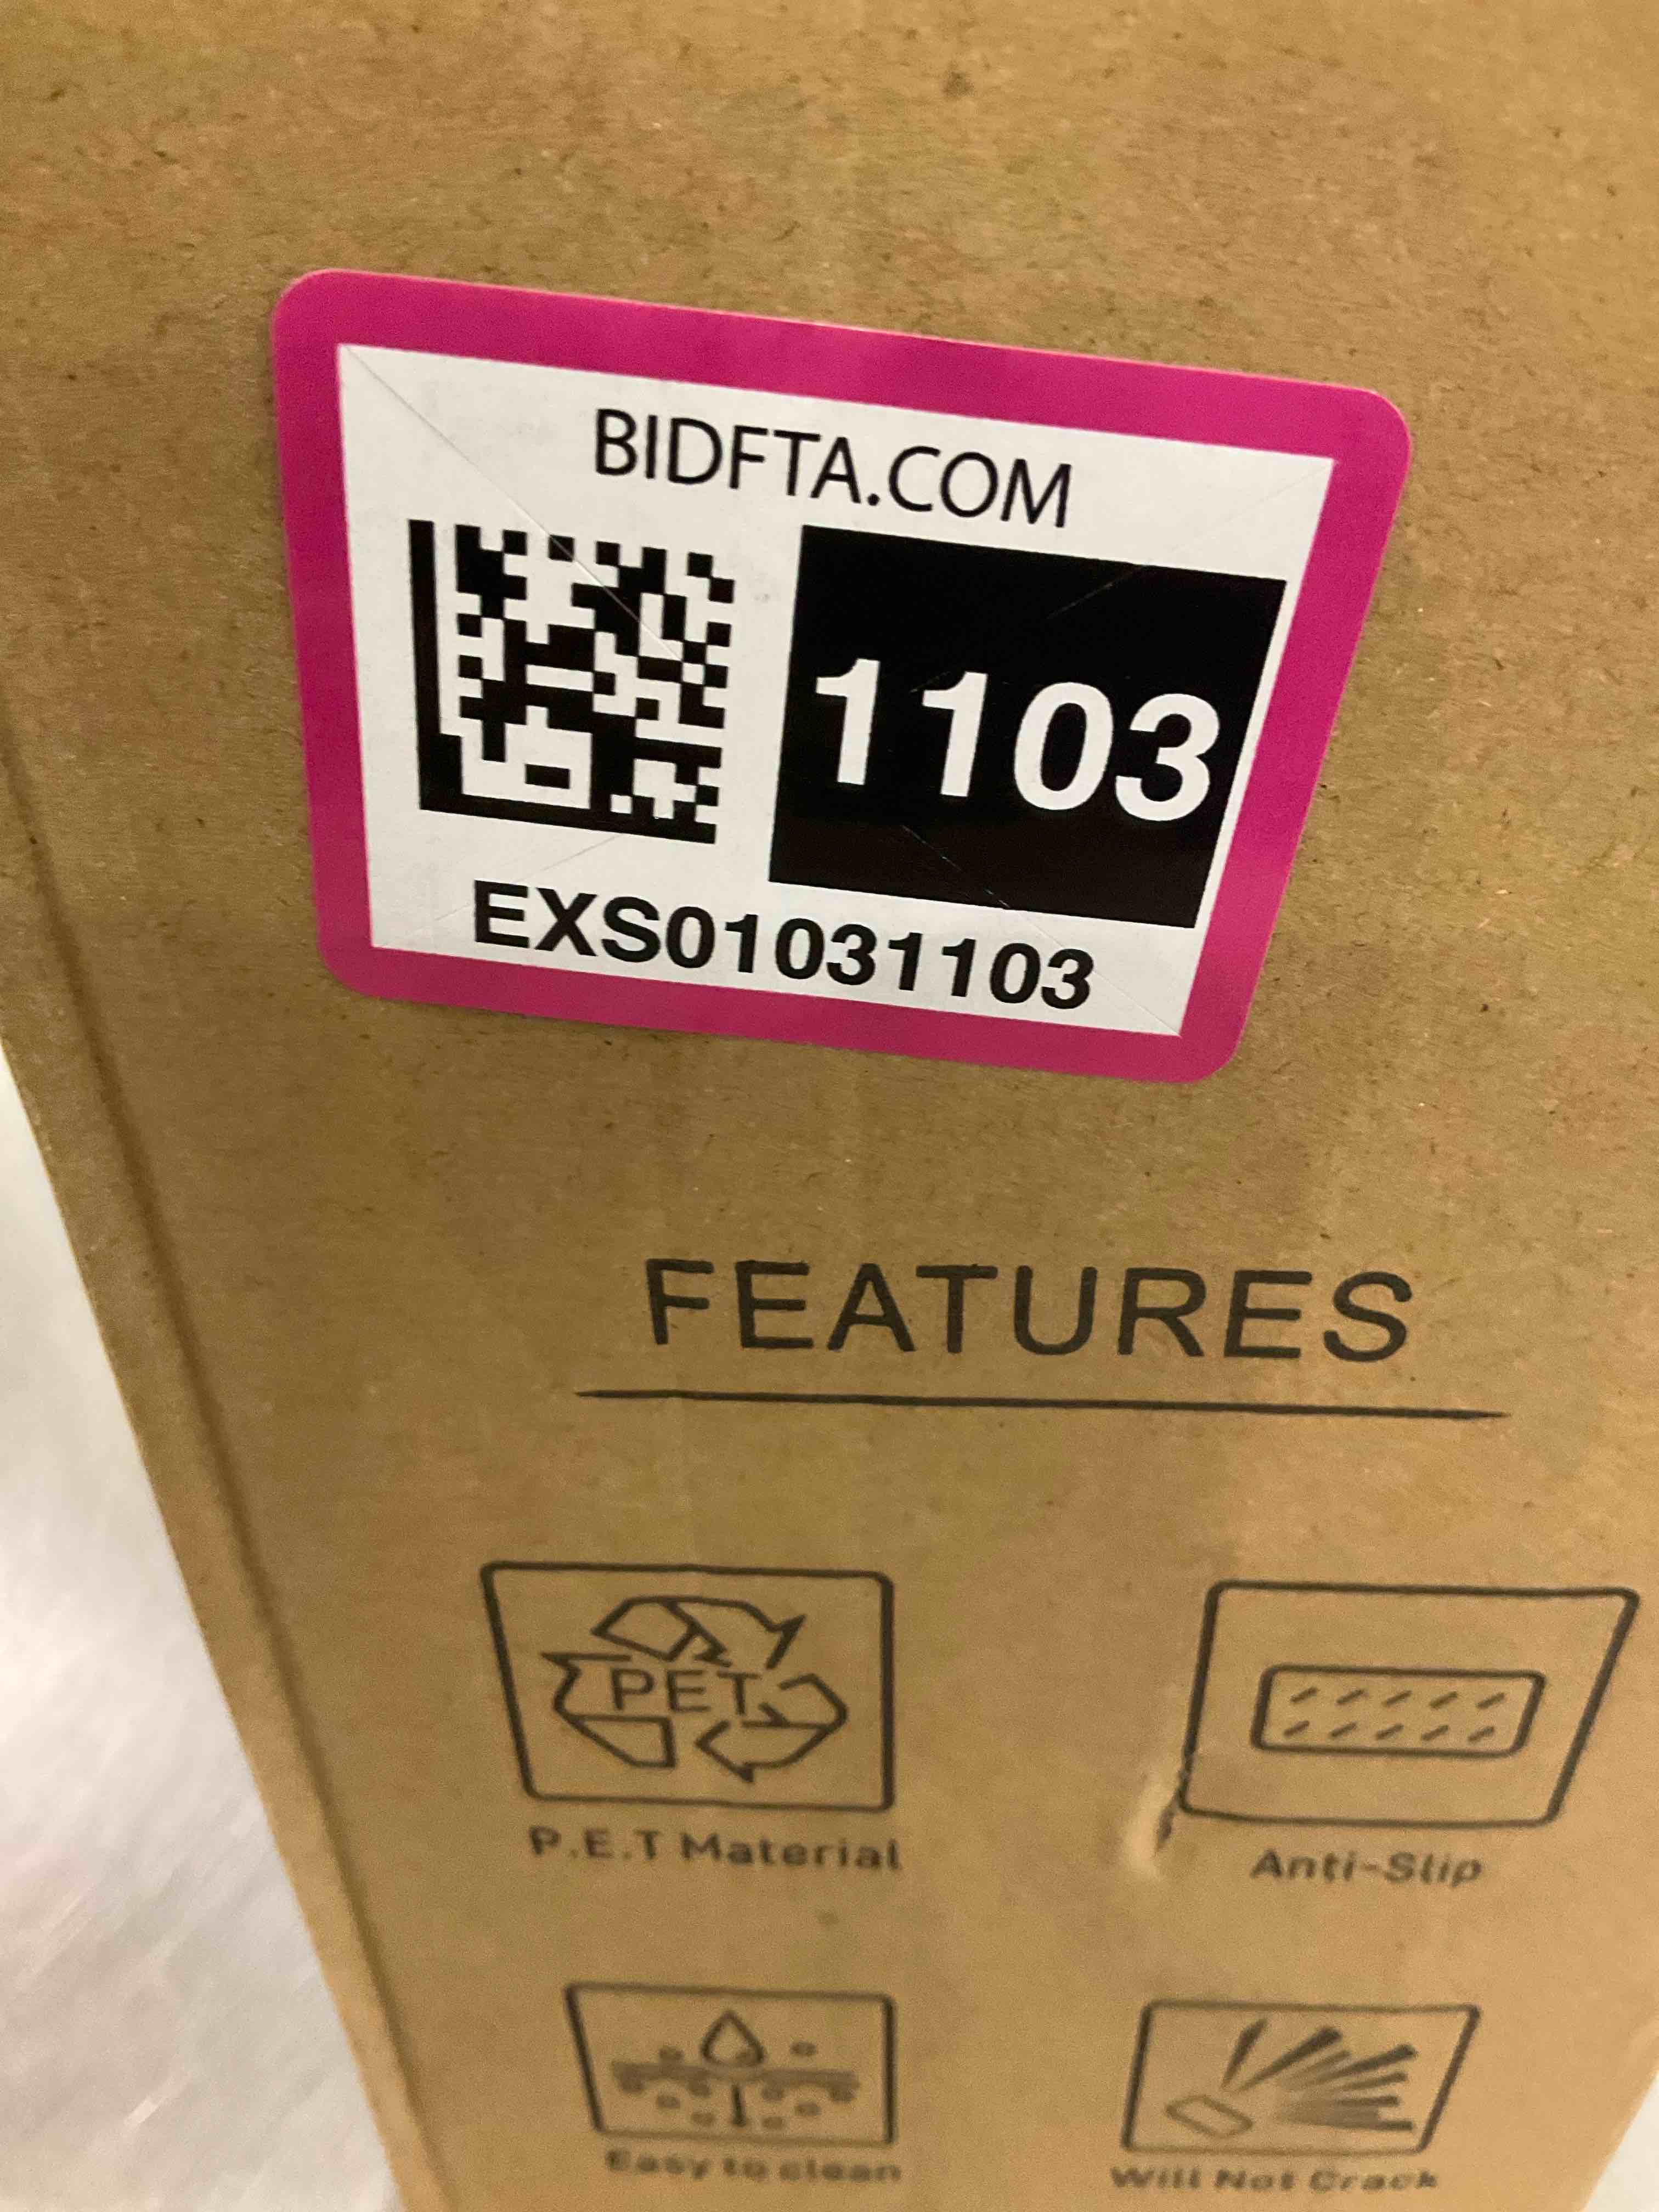 BIDFTA.COM
1103
EXS01031103
FEATURES
PET
P.E.T Material
Anti-Slip
Easy to clean
Will Not Crack